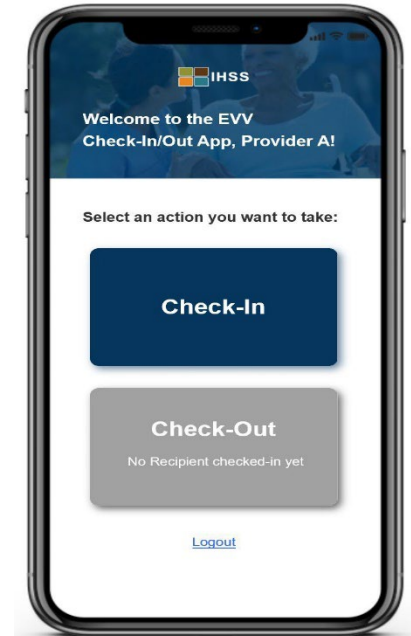 IHSS
Welcome to the EVV
Check-In/Out App, Provider A!
Select an action you want to take:
Check-In
Check-Out
No Recipient checked-in yet
Logout